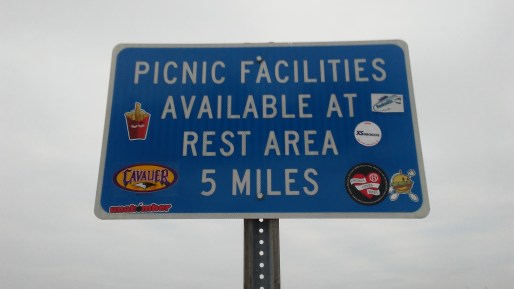 PICNIC FACILITIES
AVAILABLE AT
REST AREA
5 MILES
CAVALIER